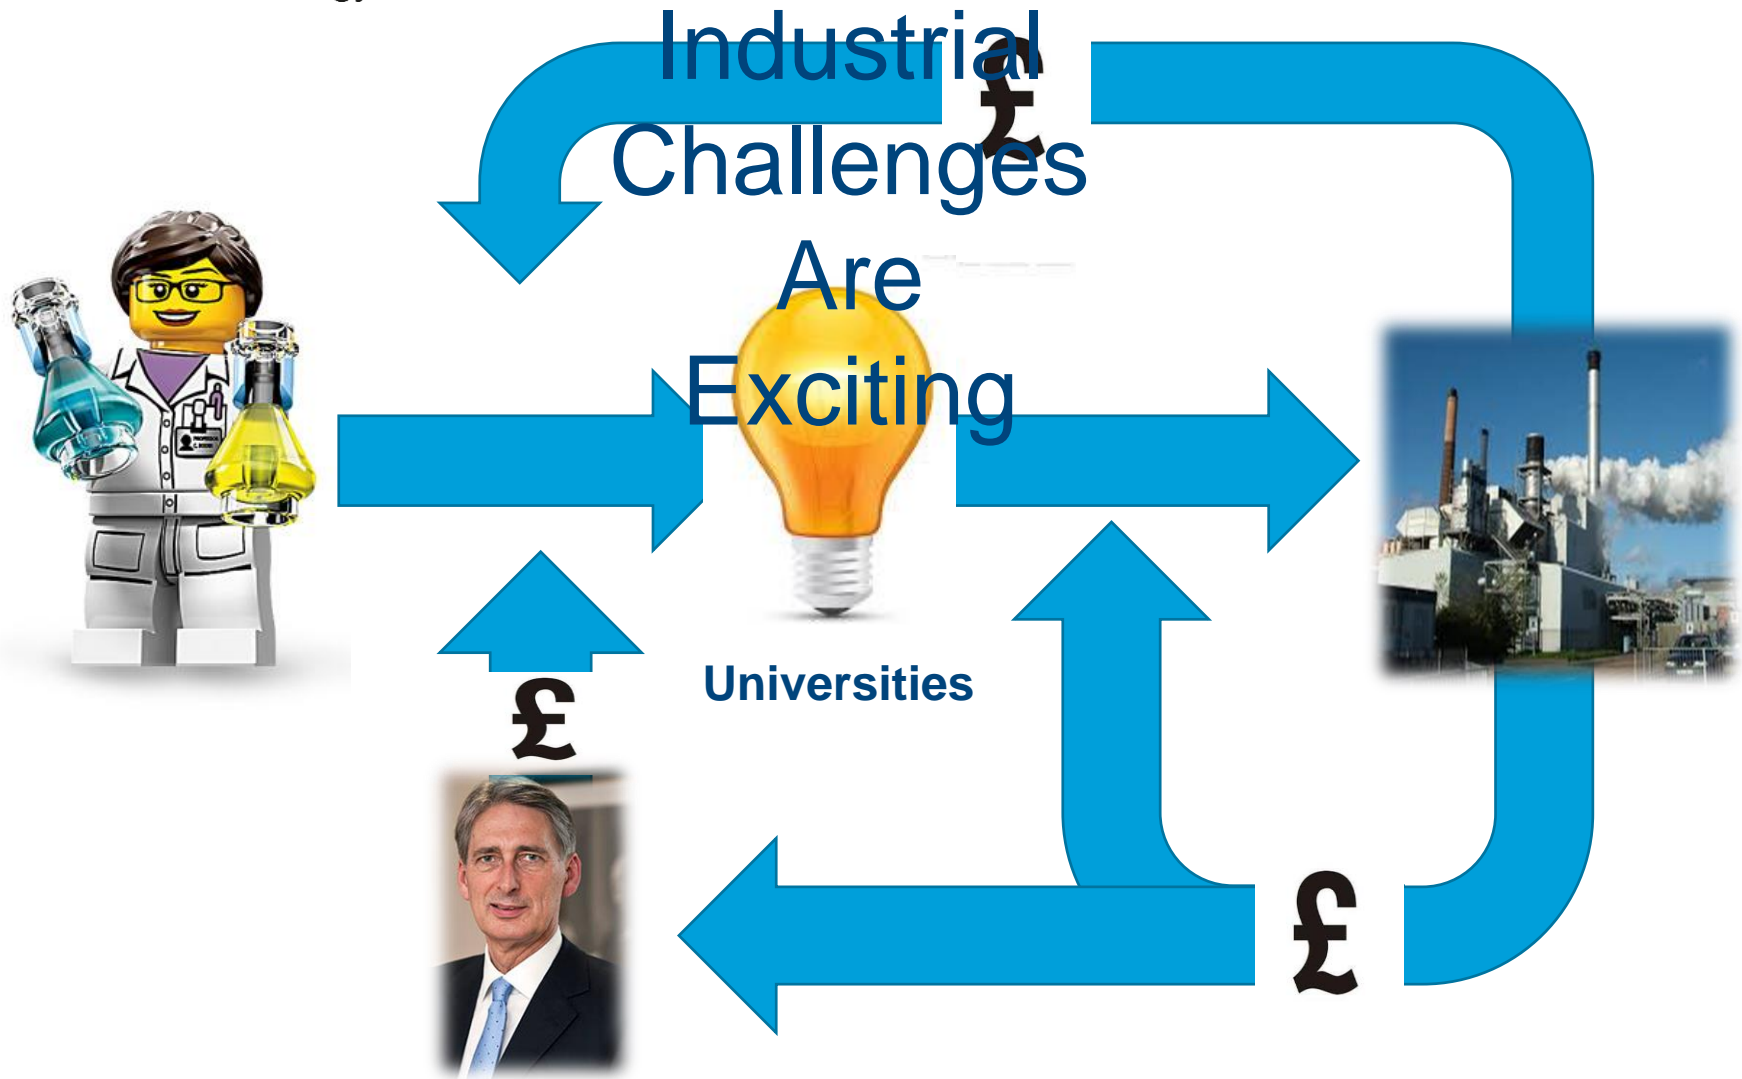 Industrial
£
Challenges
Are
Exciting
Universities
£
£